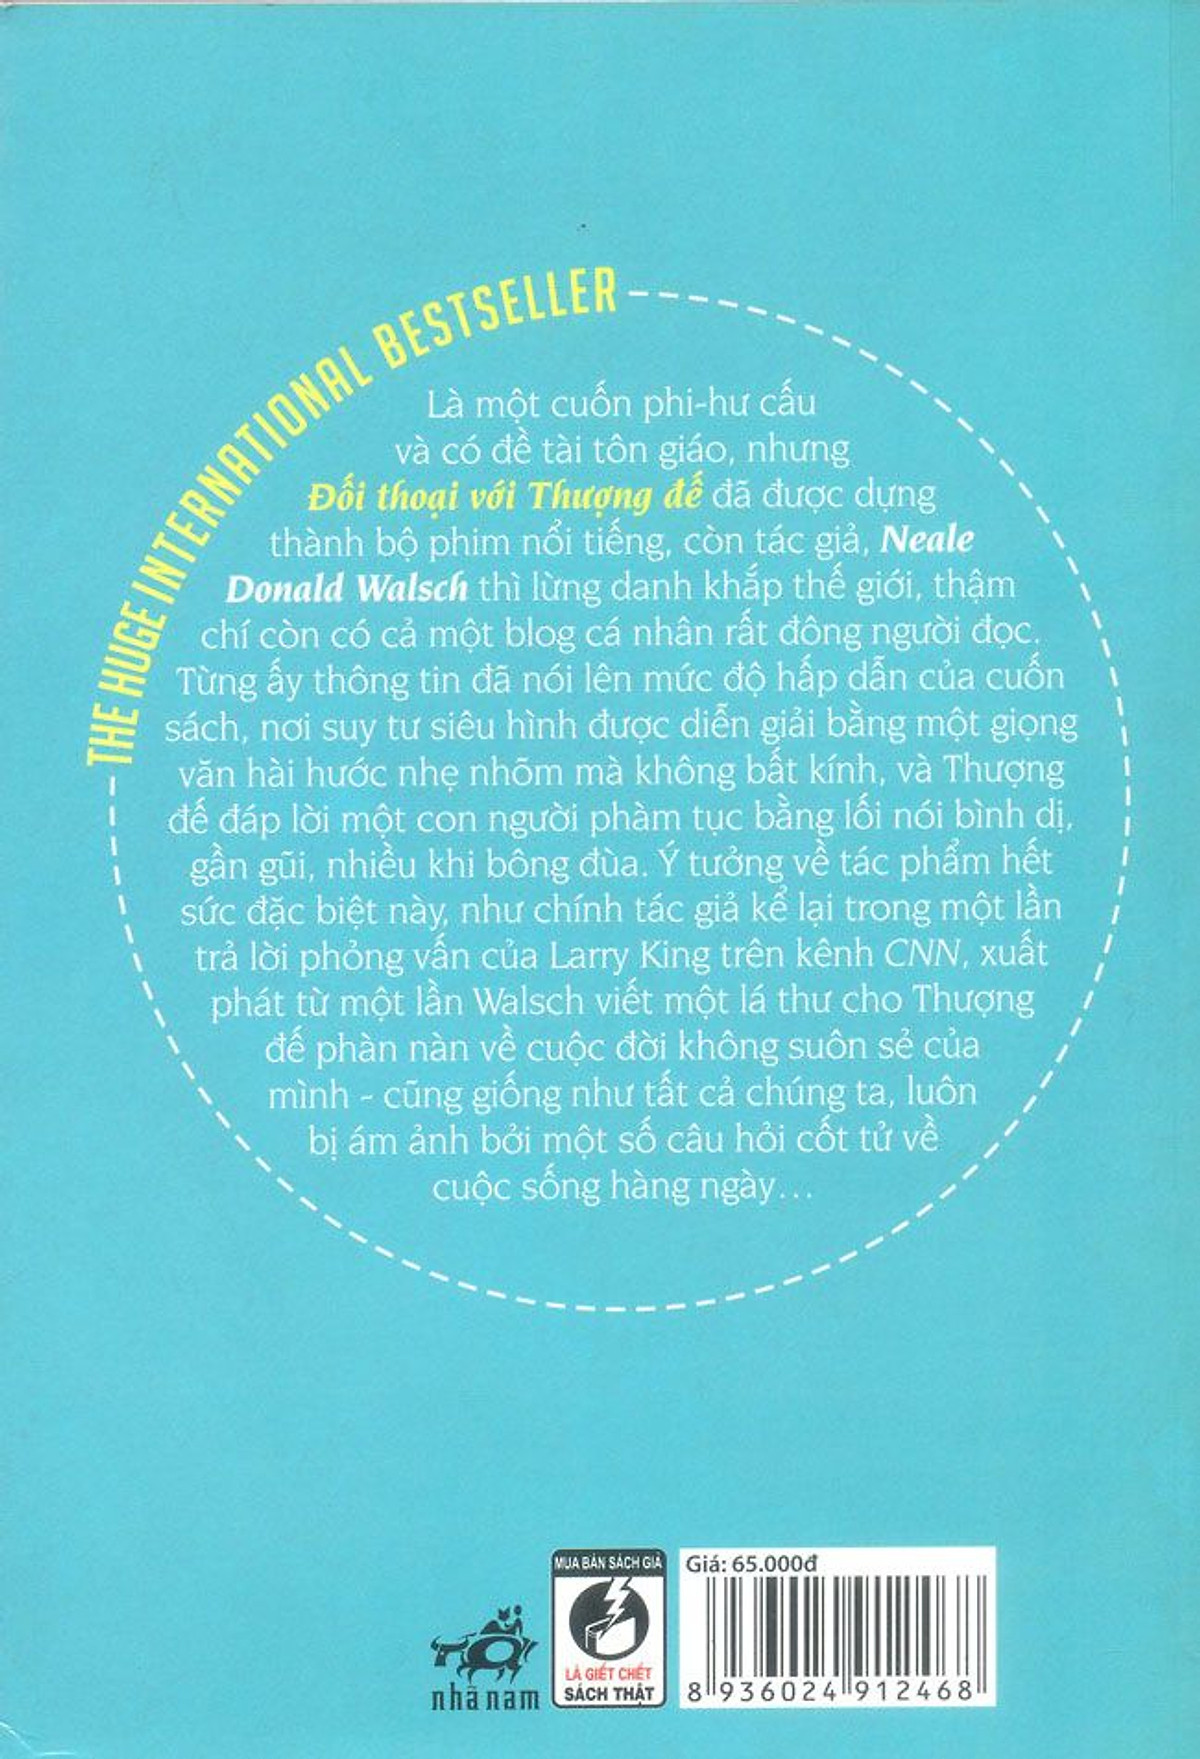 THE HUGE INTERNATIONAL BESTSELLER
Là một cuốn phi-hư cấu
và có đề tài tôn giáo, nhưng
Đối thoại với Thượng đế đã được dựng
thành bộ phim nổi tiếng, còn tác giả, Neale
Donald Walsch thì lừng danh khắp thế giới, thậm
chí còn có cả một blog cá nhân rất đông người đọc.
Từng ấy thông tin đã nói lên mức độ hấp dẫn của cuốn
sách, nơi suy tư siêu hình được diễn giải bằng một giọng
văn hài hước nhẹ nhõm mà không bất kính, và Thượng
đế đáp lời một con người phàm tục bằng lối nói bình dị,
gần gũi, nhiều khi bông đùa. Ý tưởng về tác phẩm hết
sức đặc biệt này, như chính tác giả kể lại trong một lần
trả lời phỏng vấn của Larry King trên kênh CNN, xuất
phát từ một lần Walsch viết một lá thư cho Thượng
đế phàn nàn về cuộc đời không suôn sẻ của
mình - cũng giống như tất cả chúng ta, luôn
bị ám ảnh bởi một số câu hỏi cốt tử về
cuộc sống hàng ngày...
nhã nam
MUA BÁN SÁCH GIẢ
LÀ GIẾT CHẾT
SÁCH THẬT
Giá: 65.000đ
8 936024 912468